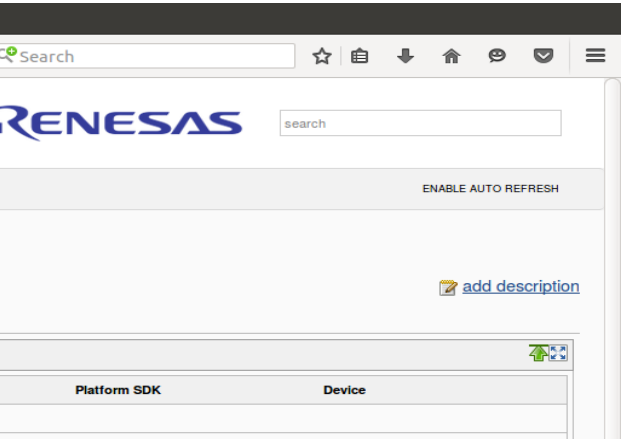 Search
RENESAS
search
ENABLE AUTO REFRESH
add description
Platform SDK Device